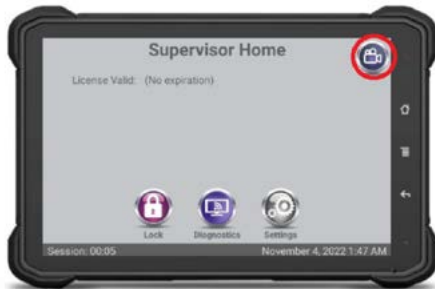 Supervisor Home
License Valid: (No expiration)
Lock
Diagnostics
Settings
Session: 00:05
November 4, 2022 1:47 AM